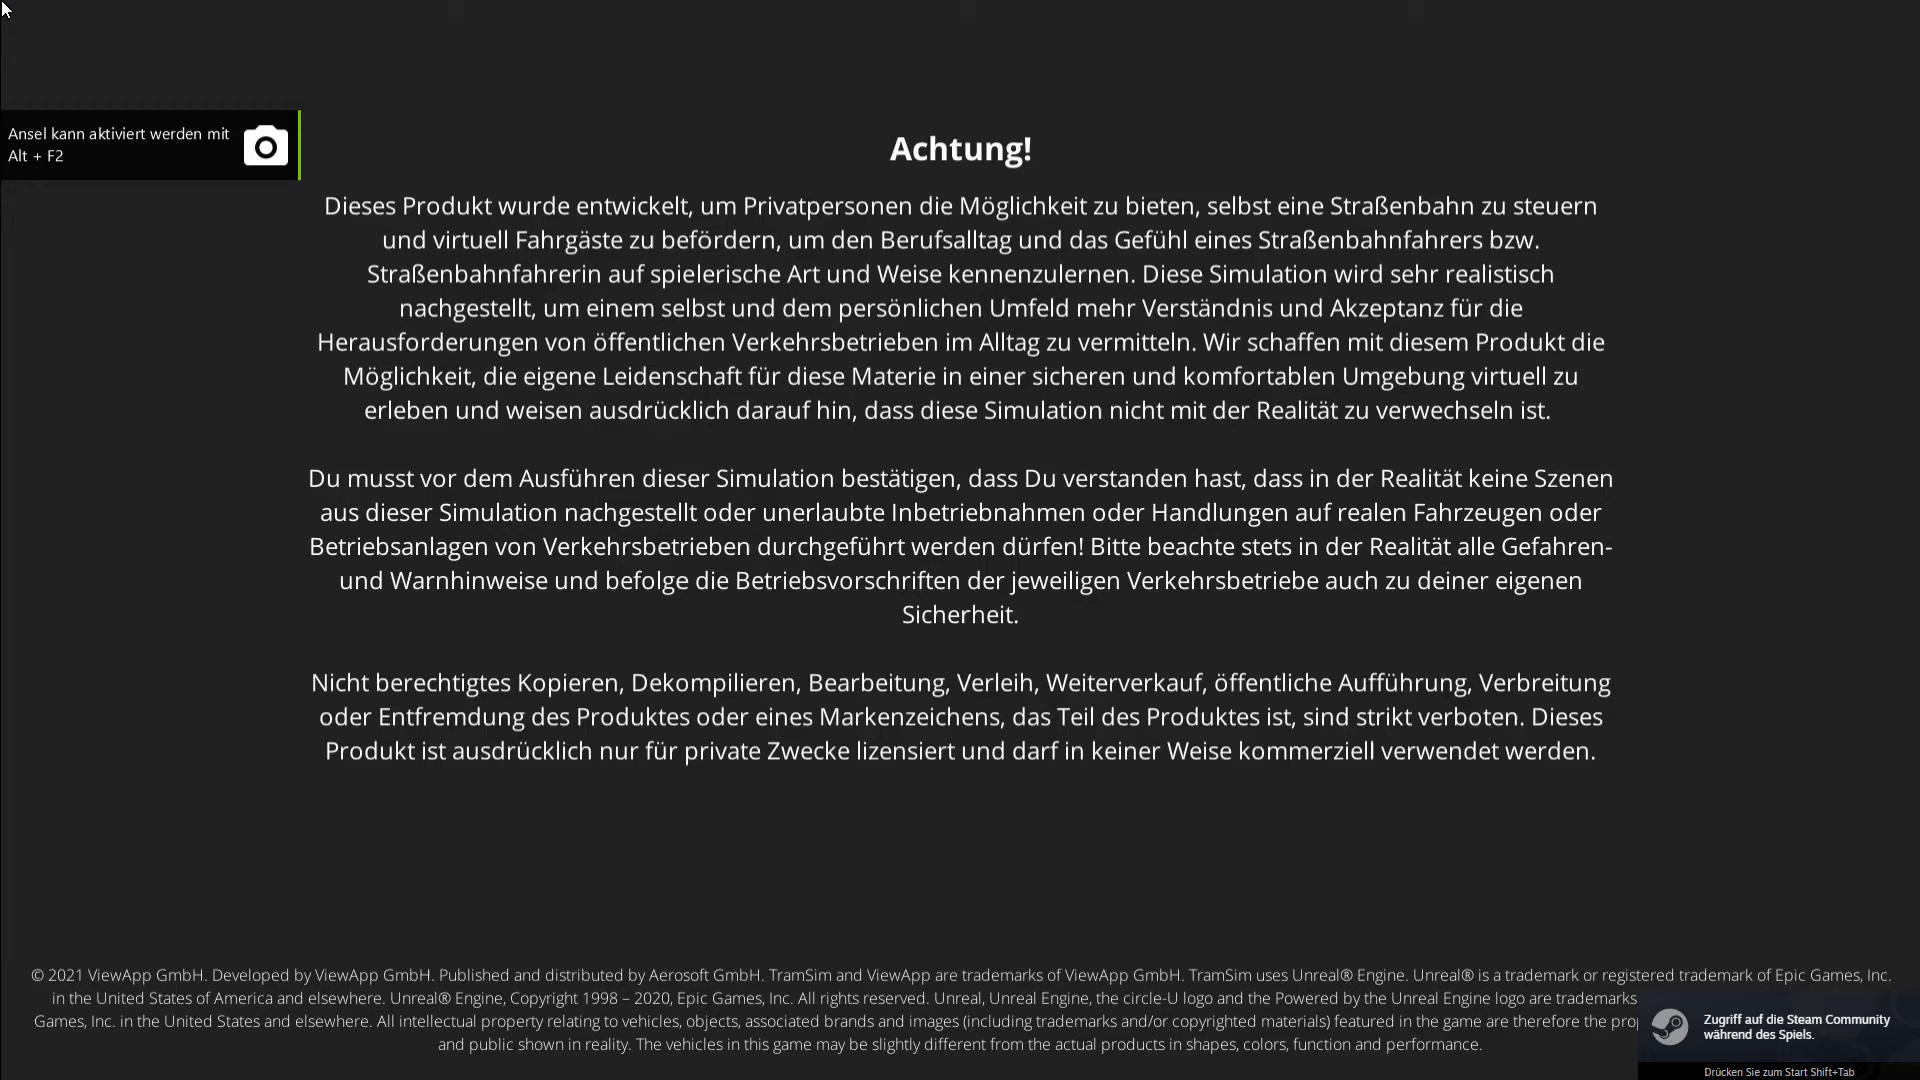 Ansel kann aktiviert werden mit
Alt + F2
Achtung!
Dieses Produkt wurde entwickelt, um Privatpersonen die Möglichkeit zu bieten, selbst eine Straßenbahn zu steuern
und virtuell Fahrgäste zu befördern, um den Berufsalltag und das Gefühl eines Straßenbahnfahrers bzw.
Straßenbahnfahrerin auf spielerische Art und Weise kennenzulernen. Diese Simulation wird sehr realistisch
nachgestellt, um einem selbst und dem persönlichen Umfeld mehr Verständnis und Akzeptanz für die
Herausforderungen von öffentlichen Verkehrsbetrieben im Alltag zu vermitteln. Wir schaffen mit diesem Produkt die
Möglichkeit, die eigene Leidenschaft für diese Materie in einer sicheren und komfortablen Umgebung virtuell zu
erleben und weisen ausdrücklich darauf hin, dass diese Simulation nicht mit der Realität zu verwechseln ist.
Du musst vor dem Ausführen dieser Simulation bestätigen, dass Du verstanden hast, dass in der Realität keine Szenen
aus dieser Simulation nachgestellt oder unerlaubte Inbetriebnahmen oder Handlungen auf realen Fahrzeugen oder
Betriebsanlagen von Verkehrsbetrieben durchgeführt werden dürfen! Bitte beachte stets in der Realität alle Gefahren-
und Warnhinweise und befolge die Betriebsvorschriften der jeweiligen Verkehrsbetriebe auch zu deiner eigenen
Sicherheit.
Nicht berechtigtes Kopieren, Dekompilieren, Bearbeitung, Verleih, Weiterverkauf, öffentliche Aufführung, Verbreitung
oder Entfremdung des Produktes oder eines Markenzeichens, das Teil des Produktes ist, sind strikt verboten. Dieses
Produkt ist ausdrücklich nur für private Zwecke lizensiert und darf in keiner Weise kommerziell verwendet werden.
© 2021 ViewApp GmbH. Developed by ViewApp GmbH. Published and distributed by Aerosoft GmbH. TramSim and ViewApp are trademarks of ViewApp GmbH. TramSim uses Unreal® Engine. Unreal® is a trademark or registered trademark of Epic Games, Inc.
in the United States of America and elsewhere. Unreal® Engine, Copyright 1998 – 2020, Epic Games, Inc. All rights reserved. Unreal, Unreal Engine, the circle-U logo and the Powered by the Unreal Engine logo are trademarks
Games, Inc. in the United States and elsewhere. All intellectual property relating to vehicles, objects, associated brands and images (including trademarks and/or copyrighted materials) featured in the game are therefore the
and public shown in reality. The vehicles in this game may be slightly different from the actual products in shapes, colors, function and performance.
Zugriff auf die Steam Community
während des Spiels.
Drücken Sie zum Start Shift+Tab